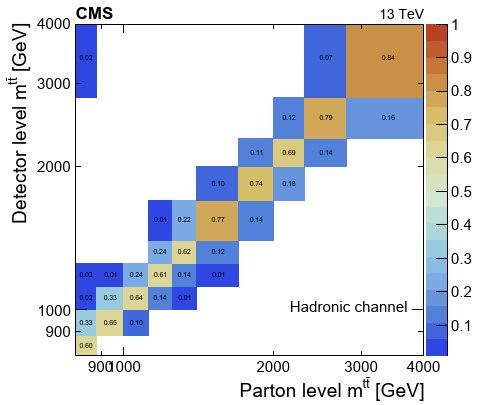 CMS 13 TeV
4000 1
0.02 0.07 0.84 0.9
3000 0.8
0.12 0.79 0.16 0.7
0.11 0.69 0.14 0.6
2000
0.10 0.74 0.18 0.5
0.01 0.22 0.77 0.14 0.4
0.24 0.62 0.12 0.3
0.03 0.01 0.24 0.61 0.14 0.01
0.02 0.33 0.64 0.14 0.01 0.2
1000 Hadronic channel
0.33 0.65 0.10 0.1
900
0.60
900 1000 2000 3000 4000
Parton level m^tt̄ [GeV]
Detector level m^tt̄ [GeV]